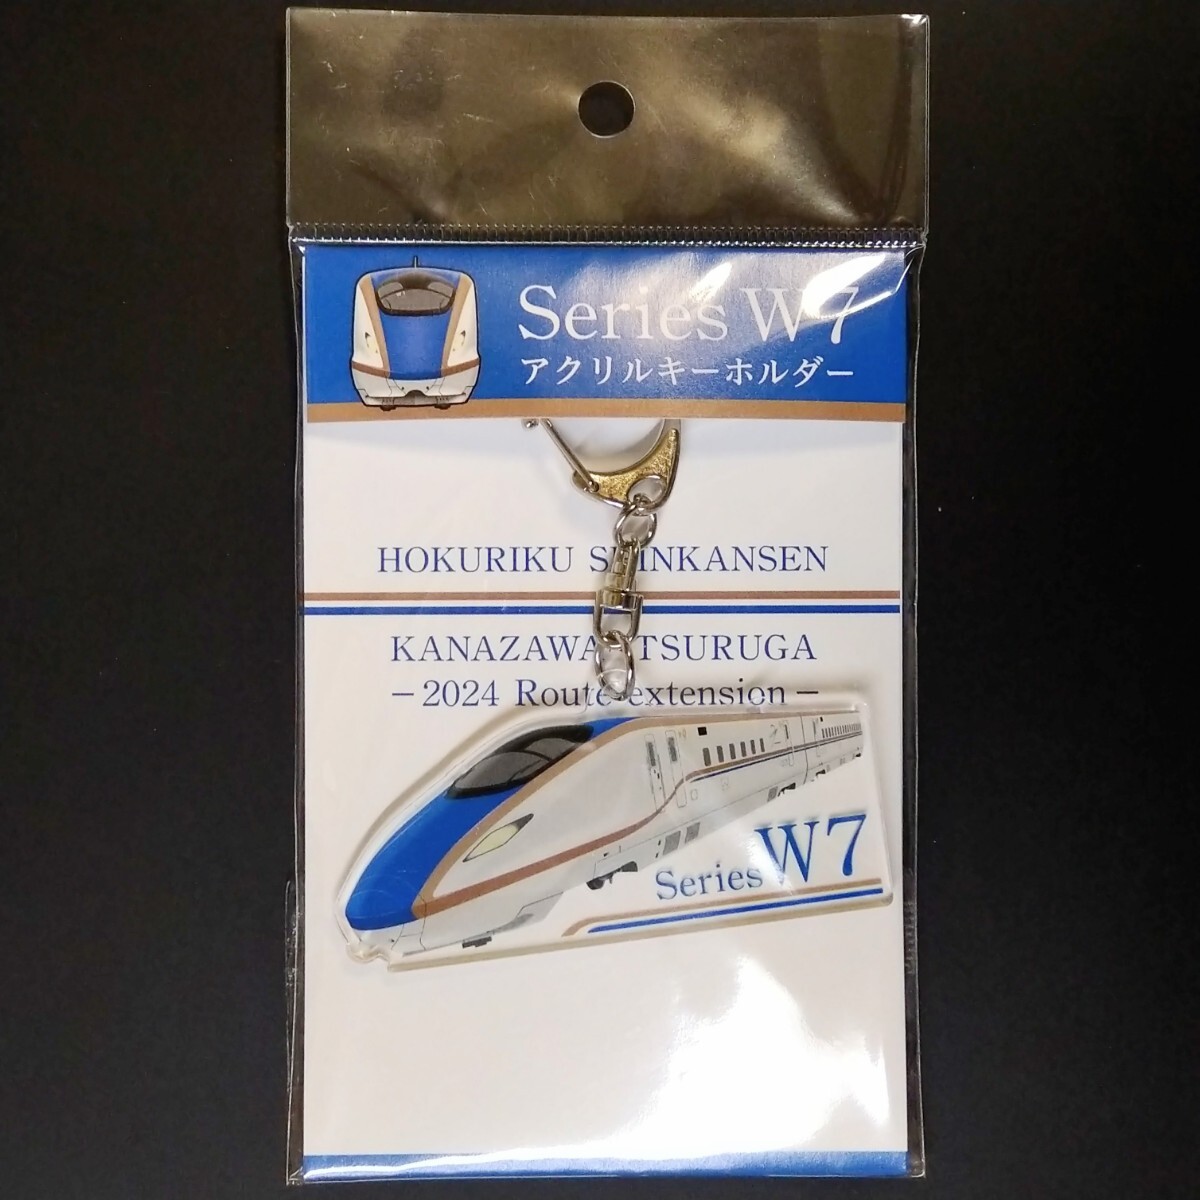 Series W7
アクリルキーホルダー
HOKURIKU SHINKANSEN
KANAZAWA TSURUGA
－2024 Route extension－
Series W7